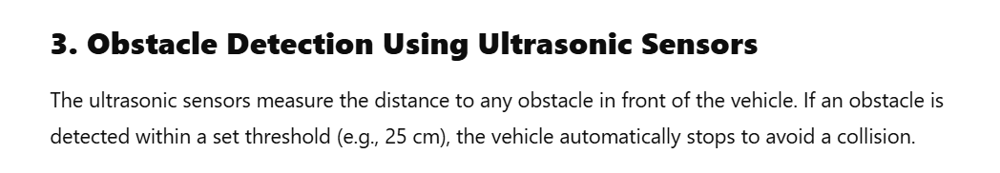 3. Obstacle Detection Using Ultrasonic Sensors
The ultrasonic sensors measure the distance to any obstacle in front of the vehicle. If an obstacle is
detected within a set threshold (e.g., 25 cm), the vehicle automatically stops to avoid a collision.